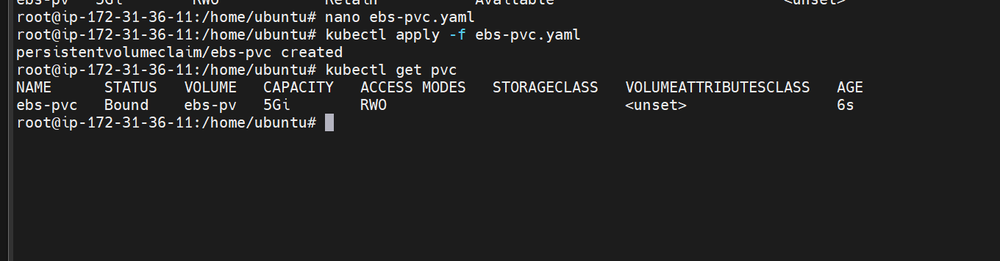 ebs-pv   5Gi        RWO            Retain           Available                          <unset>
root@ip-172-31-36-11:/home/ubuntu# nano ebs-pvc.yaml
root@ip-172-31-36-11:/home/ubuntu# kubectl apply -f ebs-pvc.yaml
persistentvolumeclaim/ebs-pvc created
root@ip-172-31-36-11:/home/ubuntu# kubectl get pvc
NAME      STATUS   VOLUME   CAPACITY   ACCESS MODES   STORAGECLASS   VOLUMEATTRIBUTESCLASS   AGE
ebs-pvc   Bound    ebs-pv   5Gi        RWO                           <unset>                 6s
root@ip-172-31-36-11:/home/ubuntu#